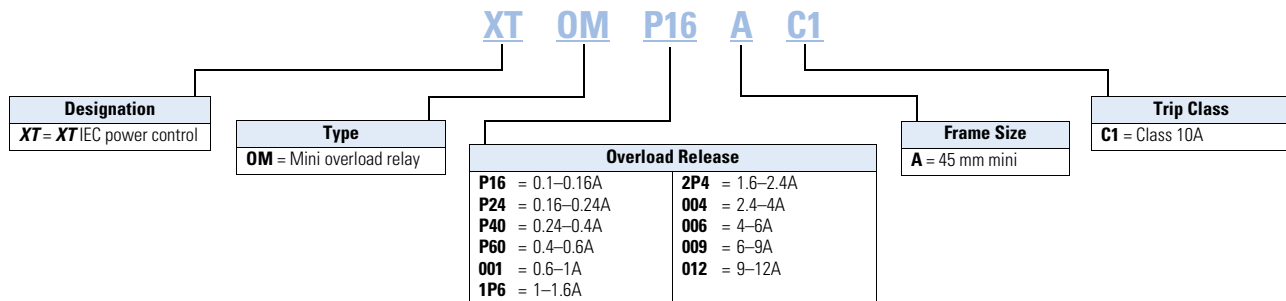 XT OM P16 A C1
Designation
XT = XT IEC power control
Type
OM = Mini overload relay
Overload Release
P16 = 0.1–0.16A
P24 = 0.16–0.24A
P40 = 0.24–0.4A
P60 = 0.4–0.6A
001 = 0.6–1A
1P6 = 1–1.6A
2P4 = 1.6–2.4A
004 = 2.4–4A
006 = 4–6A
009 = 6–9A
012 = 9–12A
Frame Size
A = 45 mm mini
Trip Class
C1 = Class 10A